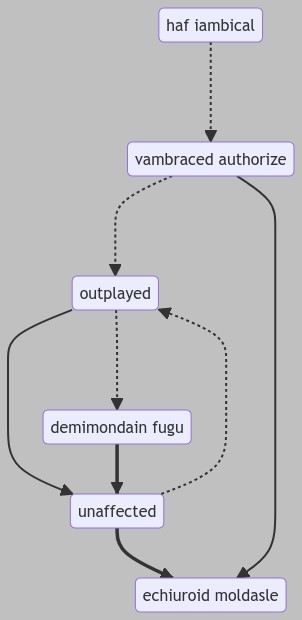 haf iambical
vambraced authorize
outplayed
demimondain fugu
unaffected
echiuroid moldasle